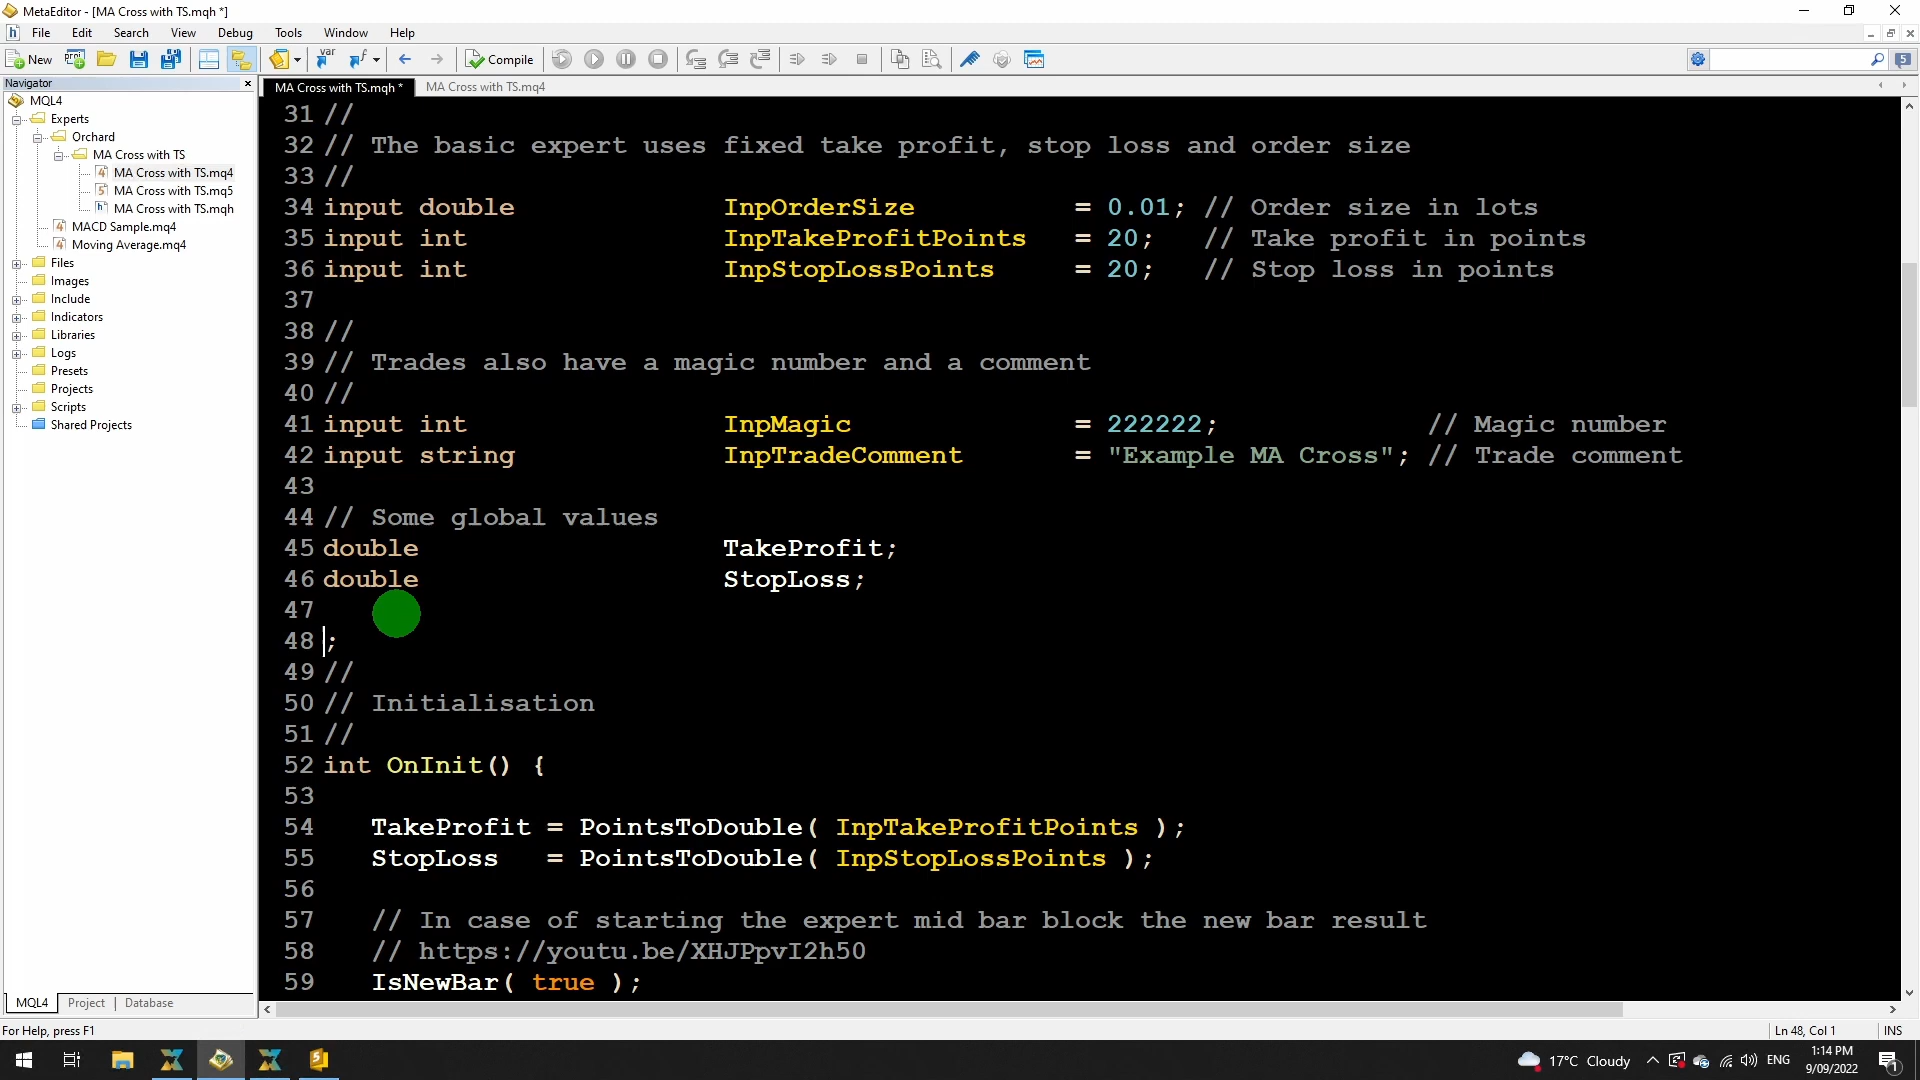 MetaEditor - [MA Cross with TS.mqh *]
File Edit Search View Debug Tools Window Help
New Compile
Navigator
MQL4
Experts
Orchard
MA Cross with TS
MA Cross with TS.mq4
MA Cross with TS.mq5
MA Cross with TS.mqh
MACD Sample.mq4
Moving Average.mq4
Files
Images
Include
Indicators
Libraries
Logs
Presets
Projects
Scripts
Shared Projects
MQL4 Project | Database
MA Cross with TS.mqh * MA Cross with TS.mq4
31 //
32 // The basic expert uses fixed take profit, stop loss and order size
33 //
34 input double InpOrderSize = 0.01; // Order size in lots
35 input int InpTakeProfitPoints = 20; // Take profit in points
36 input int InpStopLossPoints = 20; // Stop loss in points
37
38 //
39 // Trades also have a magic number and a comment
40 //
41 input int InpMagic = 222222; // Magic number
42 input string InpTradeComment = "Example MA Cross"; // Trade comment
43
44 // Some global values
45 double TakeProfit;
46 double StopLoss;
47
48 ;
49 //
50 // Initialisation
51 //
52 int OnInit() {
53
54 TakeProfit = PointsToDouble( InpTakeProfitPoints );
55 StopLoss = PointsToDouble( InpStopLossPoints );
56
57 // In case of starting the expert mid bar block the new bar result
58 // https://youtu.be/XHJPpvI2h50
59 IsNewBar( true );
For Help, press F1
Ln 48, Col 1 INS
17°C Cloudy ENG
1:14 PM
9/09/2022